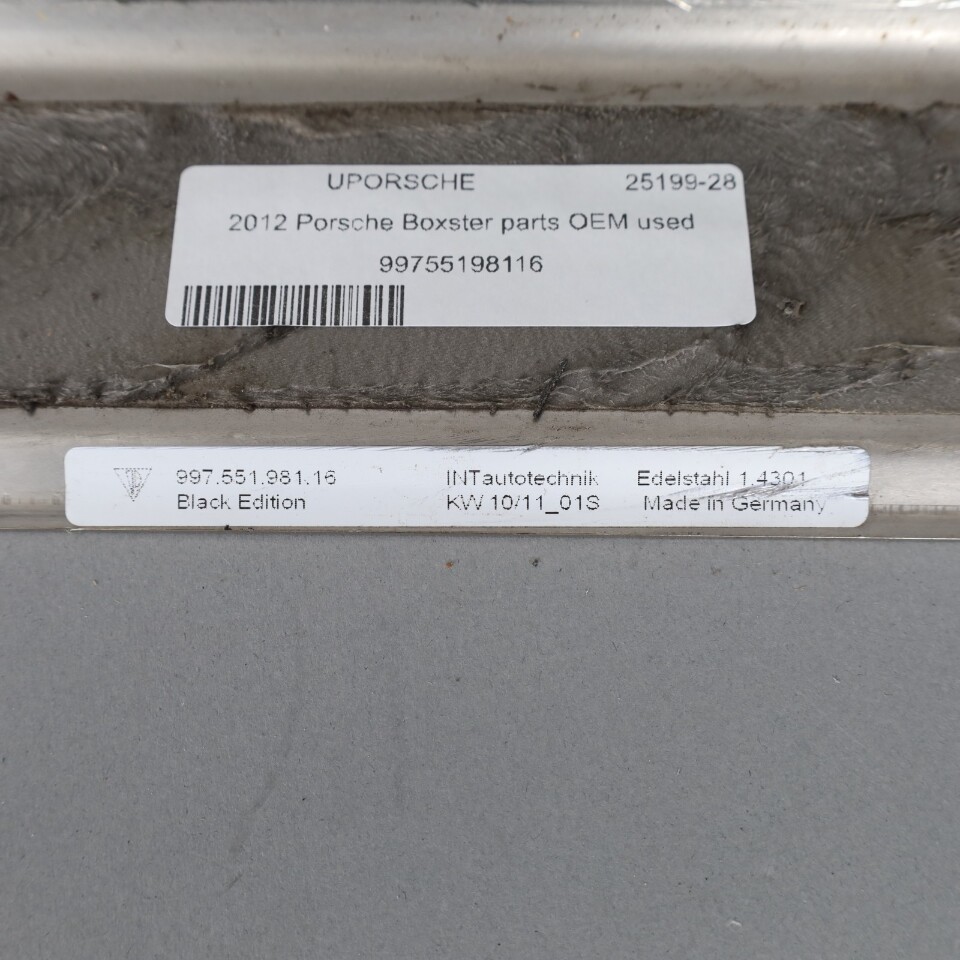 UPORSCHE 25199-28
2012 Porsche Boxster parts OEM used
99755198116
997.551.981.16 INTautotechnik Edelstahl 1.4301
Black Edition KW 10/11_01S Made in Germany